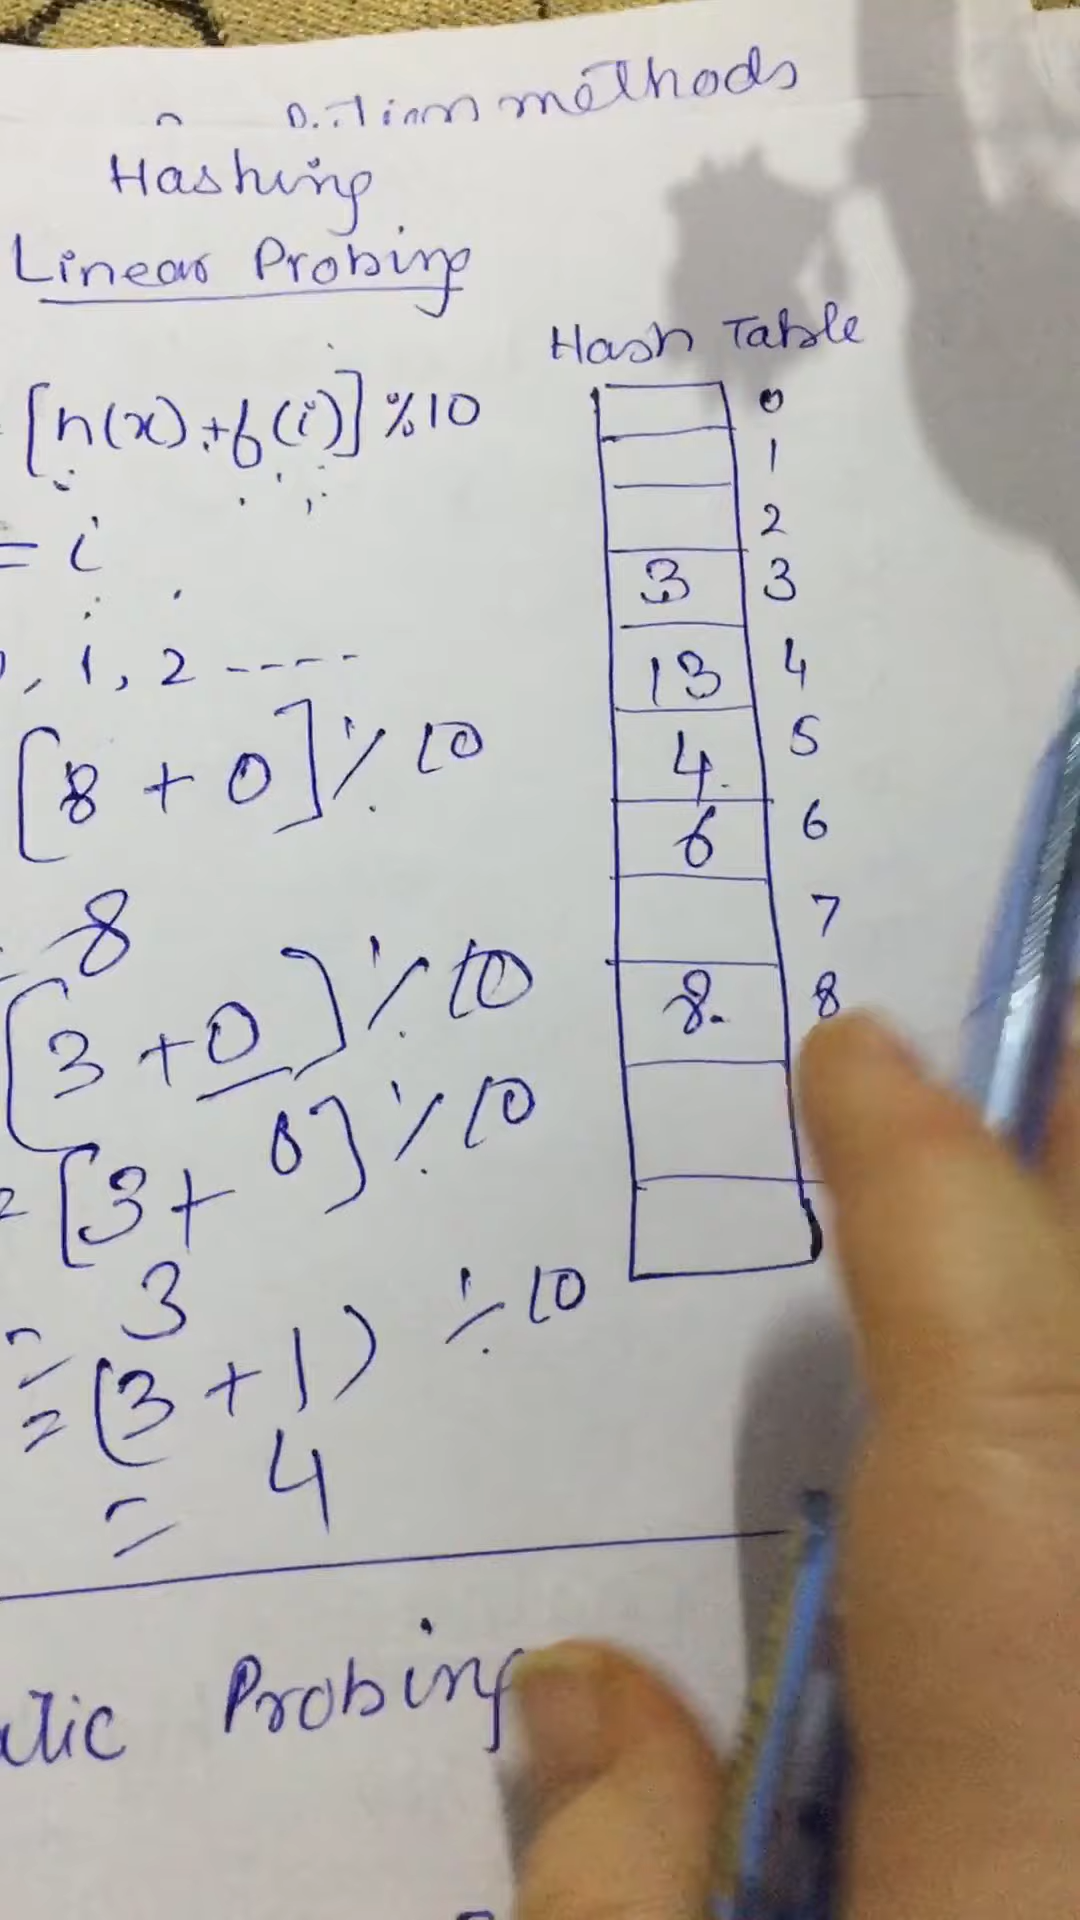 methods
Hashing
Linear Probing
[h(x)+f(i)]%10
= i
, 1, 2 ----
[8 + 0]%10
8
[3+0]%10
= [3+0]%10
= 3
= (3+1) %10
= 4
Hash Table
0
1
2
3 3
13 4
4 5
6 6
7
8 8
Probing